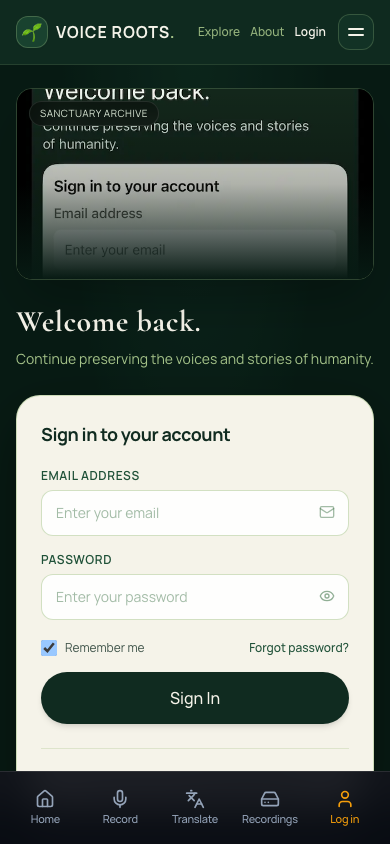 VOICE ROOTS.
Explore
About
Login
Welcome back.
SANCTUARY ARCHIVE
Continue preserving the voices and stories
of humanity.
Sign in to your account
Email address
Enter your email
Welcome back.
Continue preserving the voices and stories of humanity.
Sign in to your account
EMAIL ADDRESS
Enter your email
PASSWORD
Enter your password
Remember me
Forgot password?
Sign In
Home
Record
Translate
Recordings
Log in